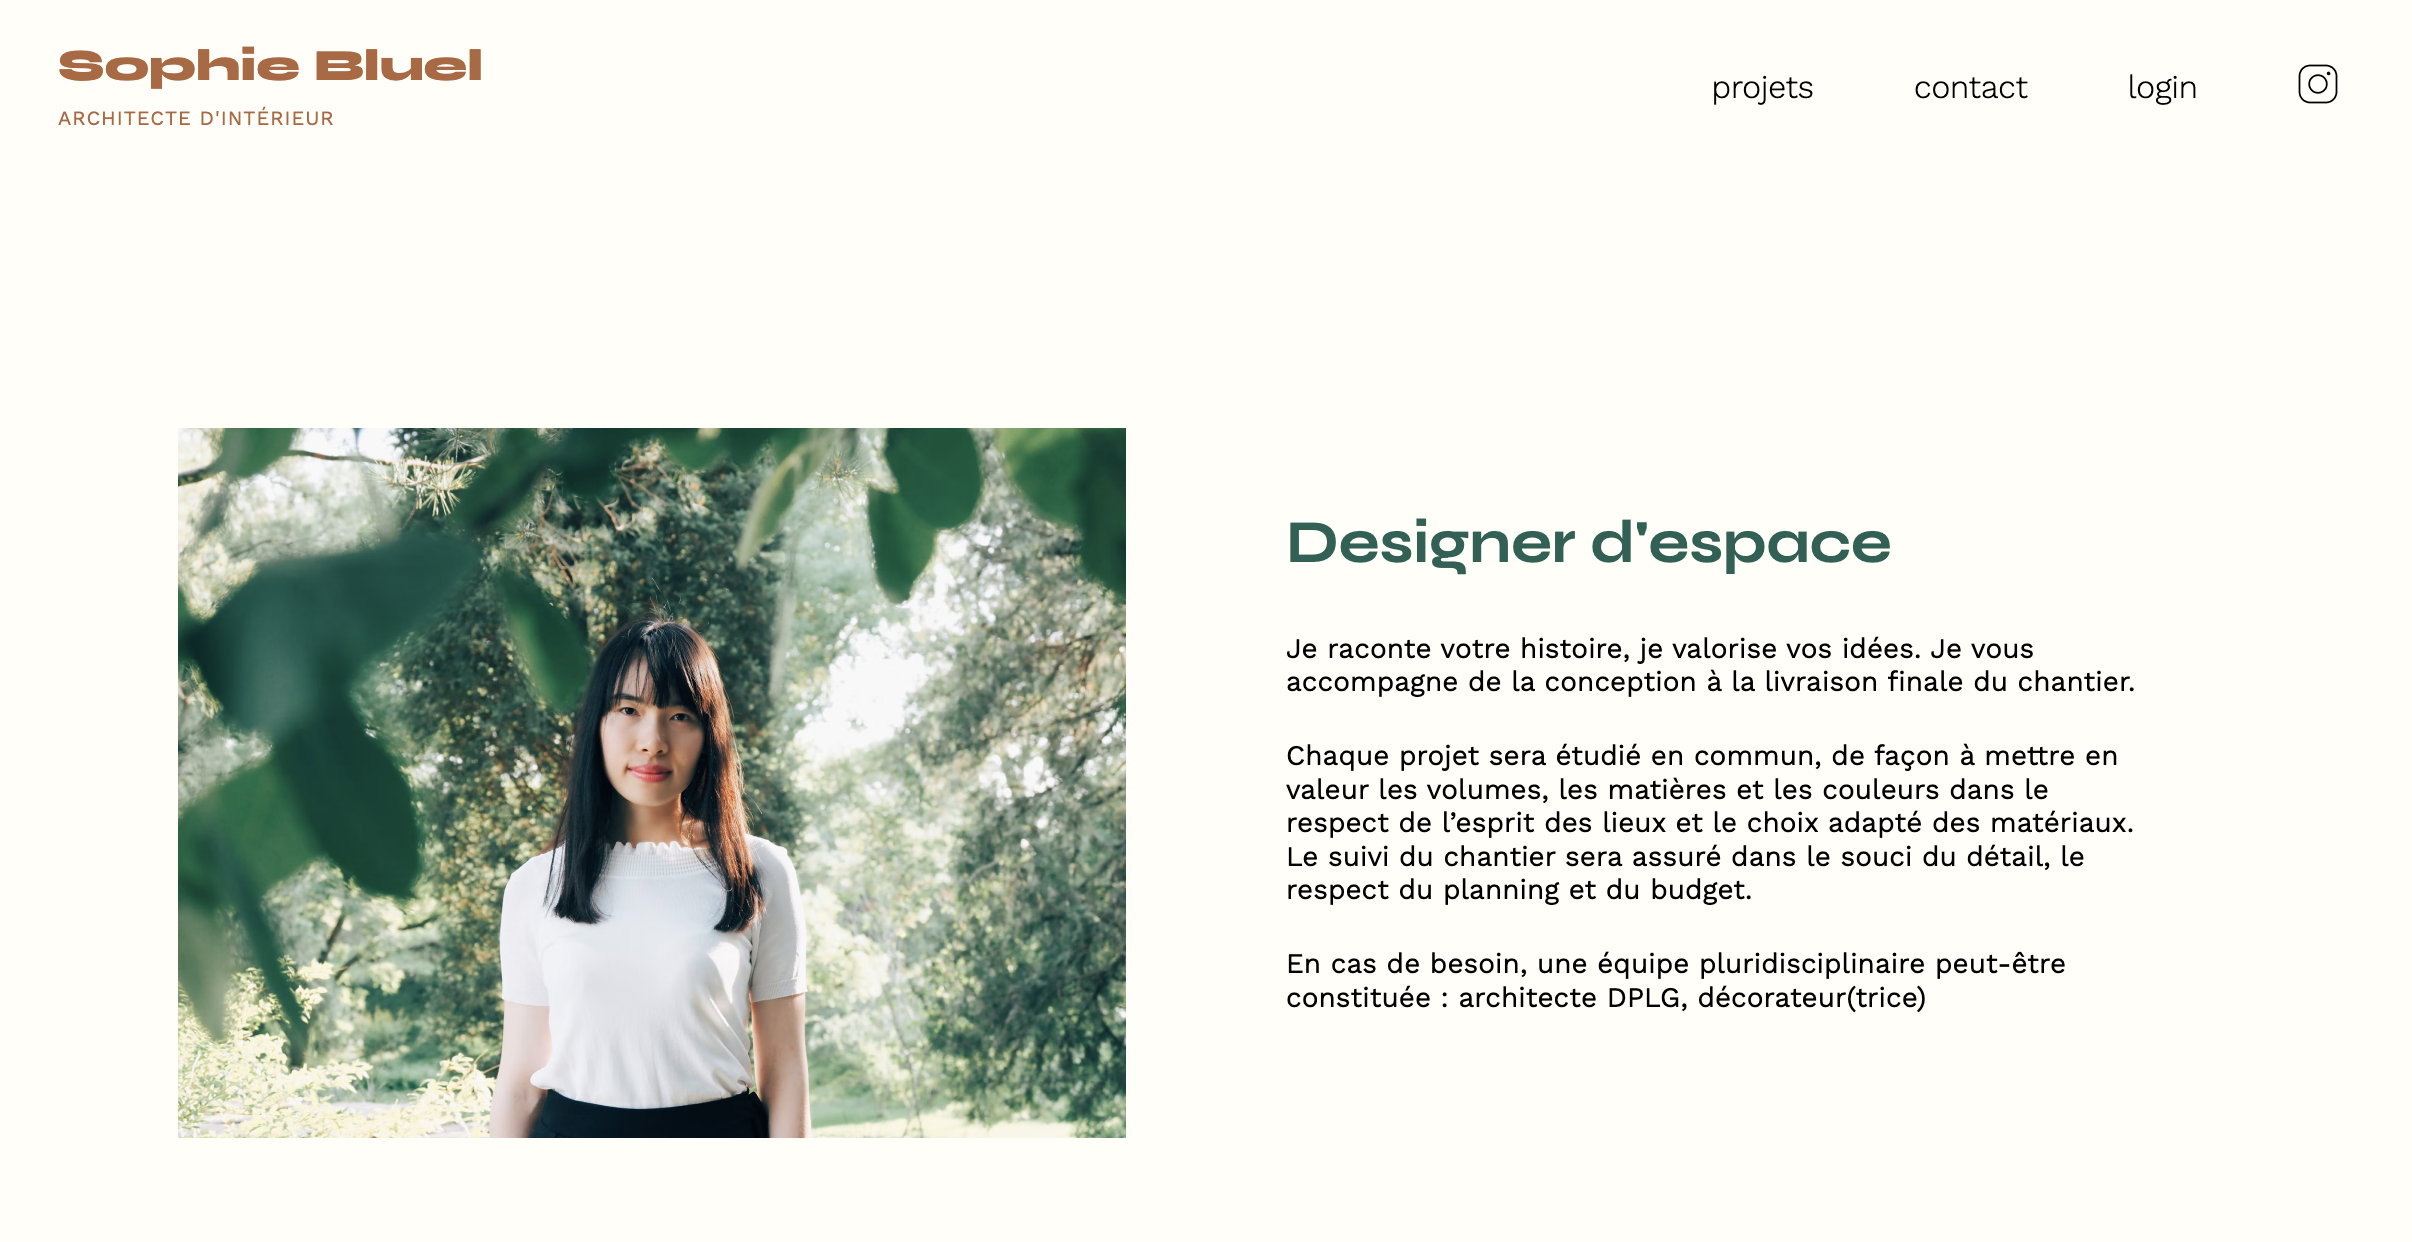 Sophie Bluel
ARCHITECTE D'INTÉRIEUR
projets
contact
login
Designer d'espace
Je raconte votre histoire, je valorise vos idées. Je vous
accompagne de la conception à la livraison finale du chantier.
Chaque projet sera étudié en commun, de façon à mettre en
valeur les volumes, les matières et les couleurs dans le
respect de l’esprit des lieux et le choix adapté des matériaux.
Le suivi du chantier sera assuré dans le souci du détail, le
respect du planning et du budget.
En cas de besoin, une équipe pluridisciplinaire peut-être
constituée : architecte DPLG, décorateur(trice)